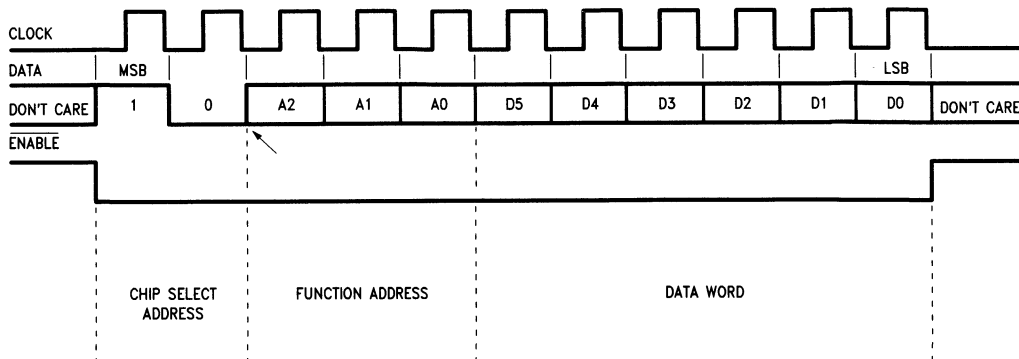 CLOCK
DATA MSB LSB
DON'T CARE 1 0 A2 A1 A0 D5 D4 D3 D2 D1 D0 DON'T CARE
ENABLE
CHIP SELECT
ADDRESS
FUNCTION ADDRESS
DATA WORD